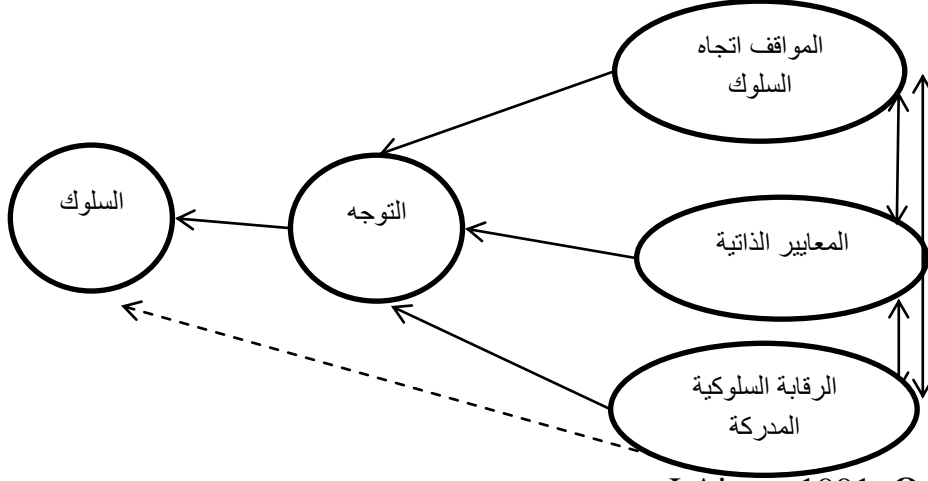 المواقف اتجاه
السلوك
السلوك
التوجه
المعايير الذاتية
الرقابة السلوكية
المدركة